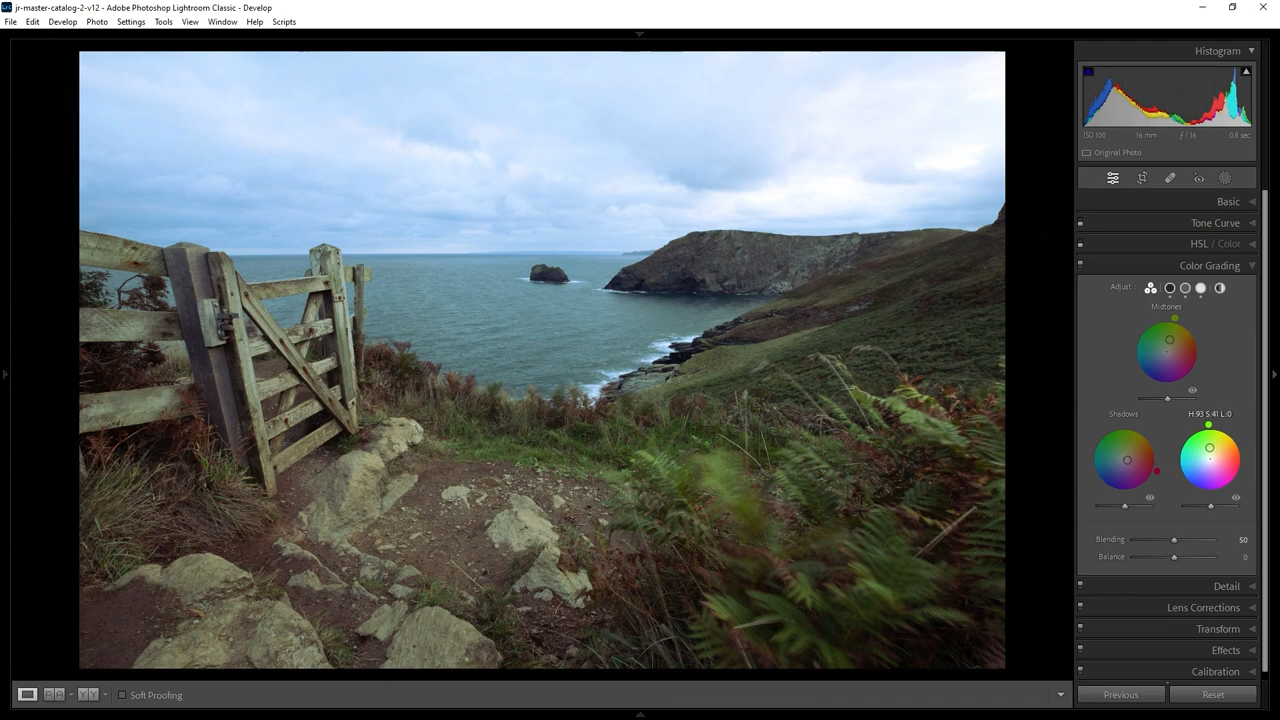 jr-master-catalog-2-v12 - Adobe Photoshop Lightroom Classic - Develop
File Edit Develop Photo Settings Tools View Window Help Scripts
Histogram
ISO 100 16 mm ƒ / 16 0.8 sec
Original Photo
Basic
Tone Curve
HSL / Color
Color Grading
Adjust :
Midtones
Shadows H:93 S:41 L:0
Blending 50
Balance 0
Detail
Lens Corrections
Transform
Effects
Calibration
Soft Proofing
Previous Reset